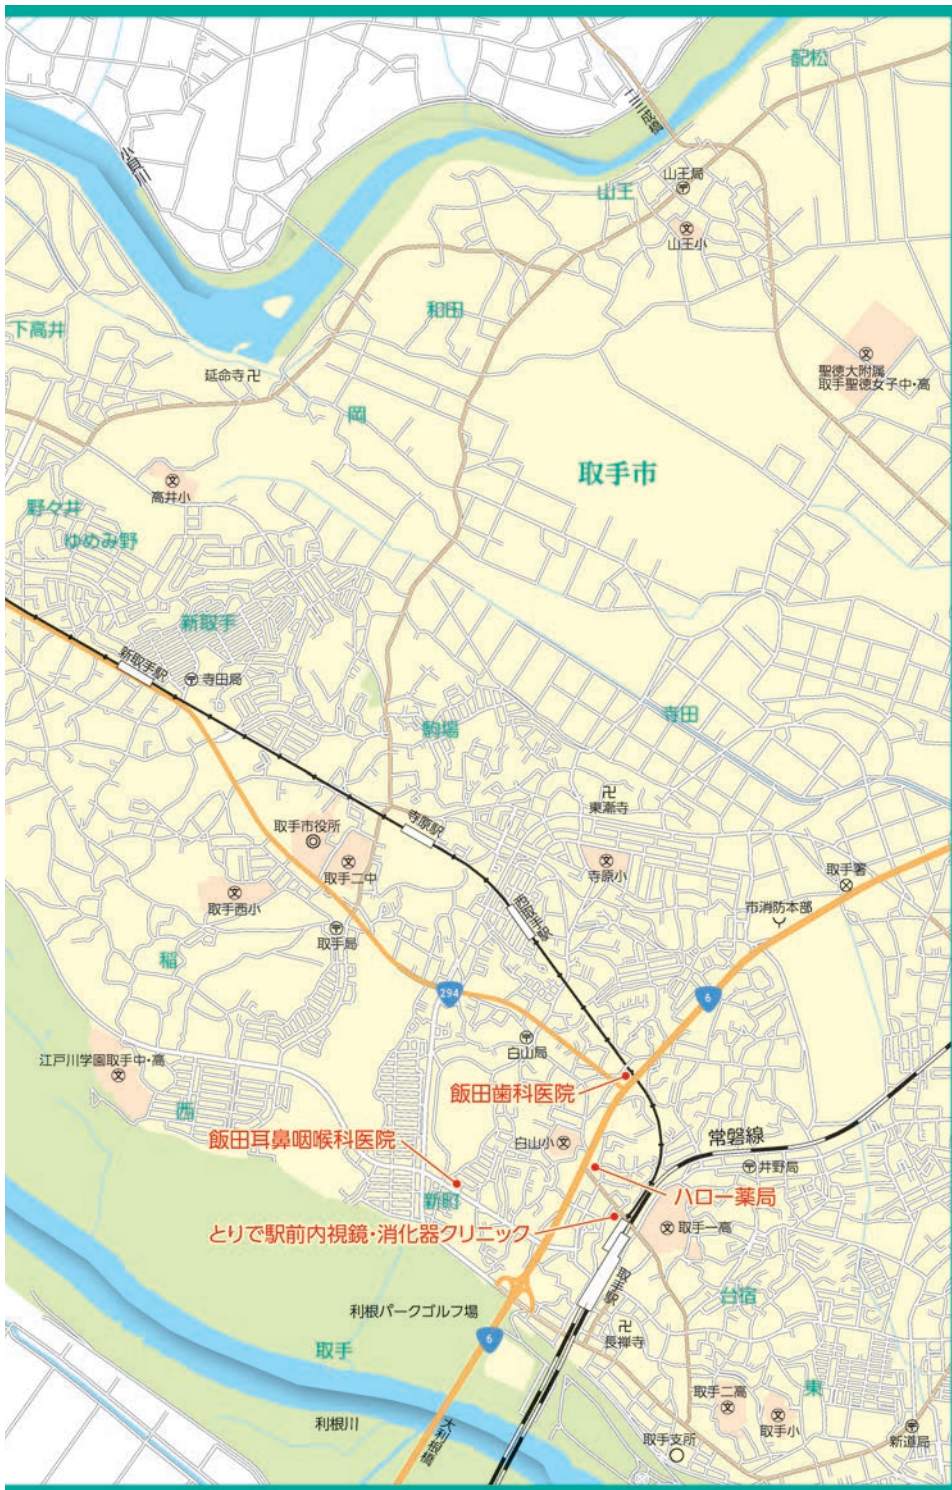 配松
三三班橋
小貝川
山王局
山王
山王小
和田
下高井
聖徳大附属
取手聖徳女子中・高
延命寺
岡
取手市
高井小
野々井
ゆめみ野
新取手
新取手駅
寺田局
寺田
駒場
東漸寺
寺原駅
取手市役所
取手二中
寺原小
取手署
取手西小
市消防本部
取手局
稲
294
6
白山局
江戸川学園取手中・高
飯田歯科医院
西
飯田耳鼻咽喉科医院
白山小
常磐線
井野局
新町
ハロー薬局
とりで駅前内視鏡・消化器クリニック
取手一高
取手駅
台宿
利根パークゴルフ場
長禅寺
6
取手
取手二高
東
利根川
大利根橋
取手小
取手支所
新道局